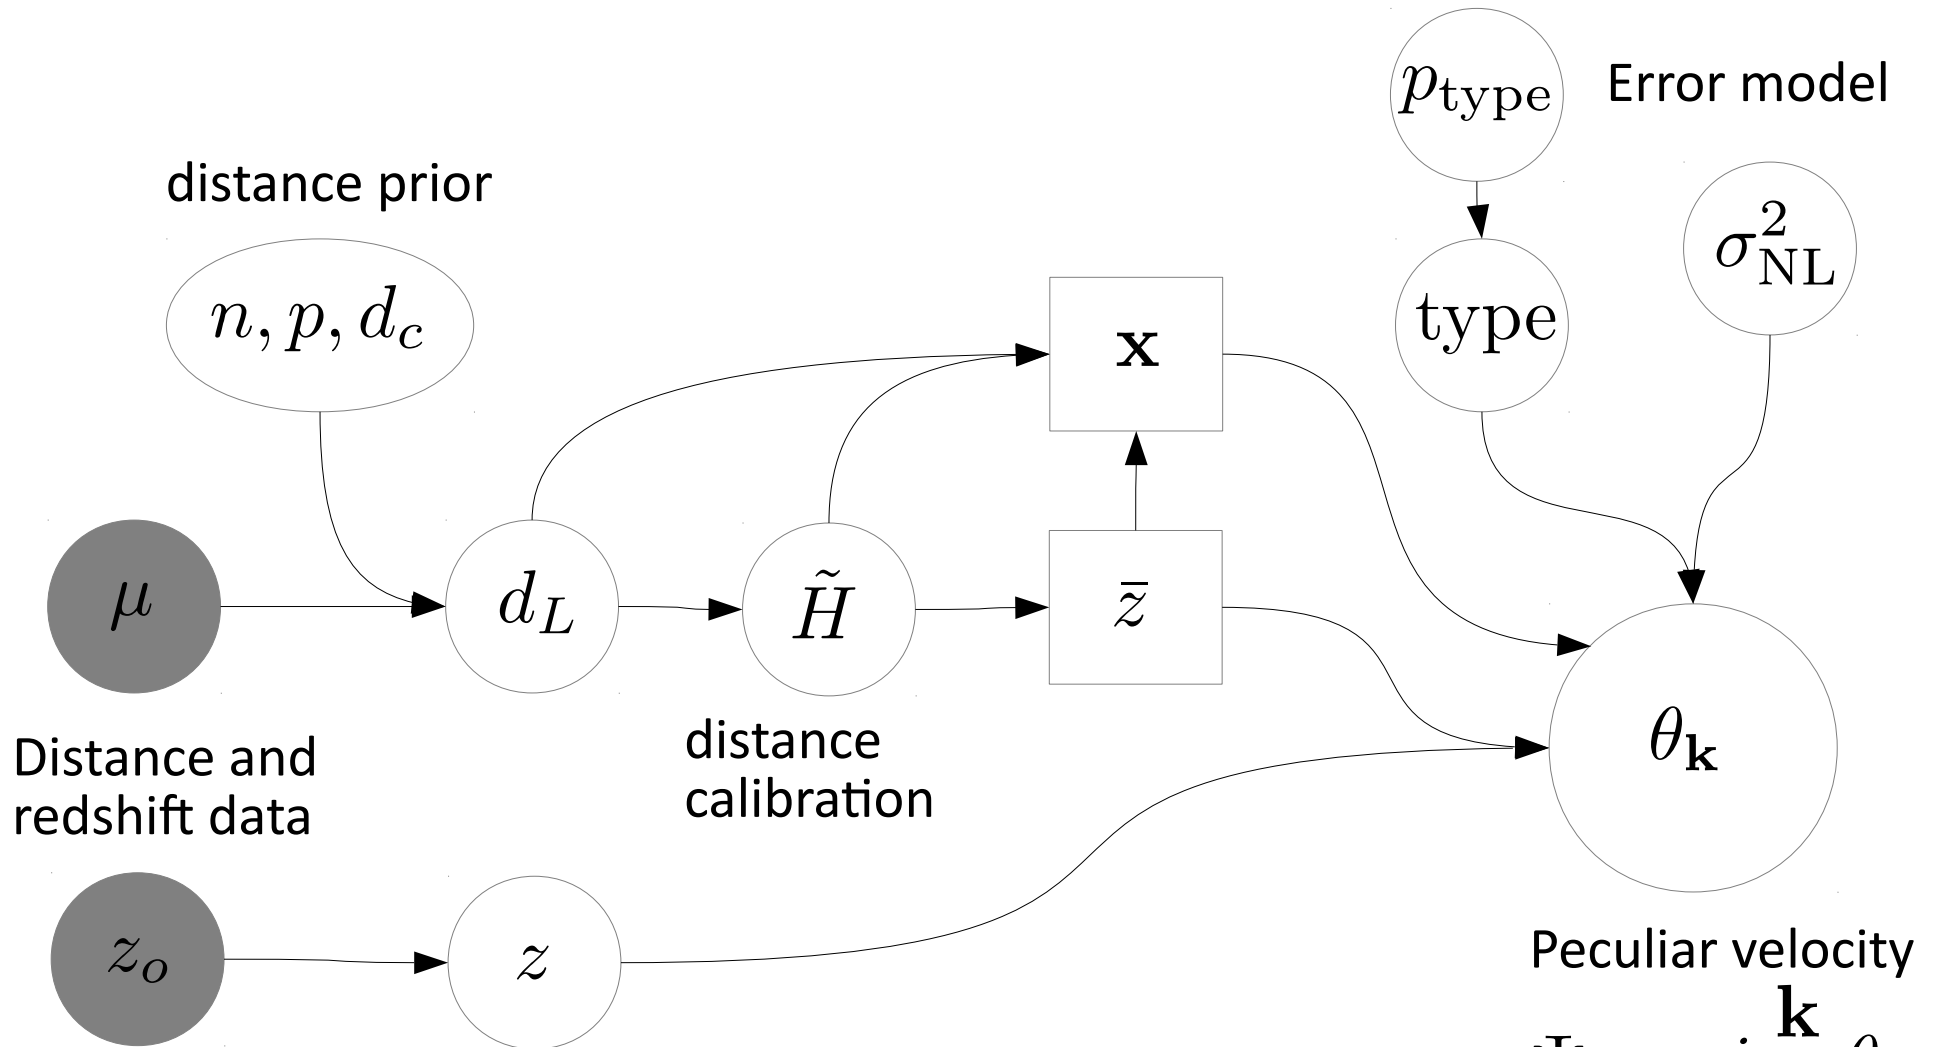 p_type
Error model
distance prior
σ²_NL
n, p, d_c
type
x
μ
d_L
H̃
z̄
θ_k
distance
calibration
Distance and
redshift data
z_o
z
Peculiar velocity
k